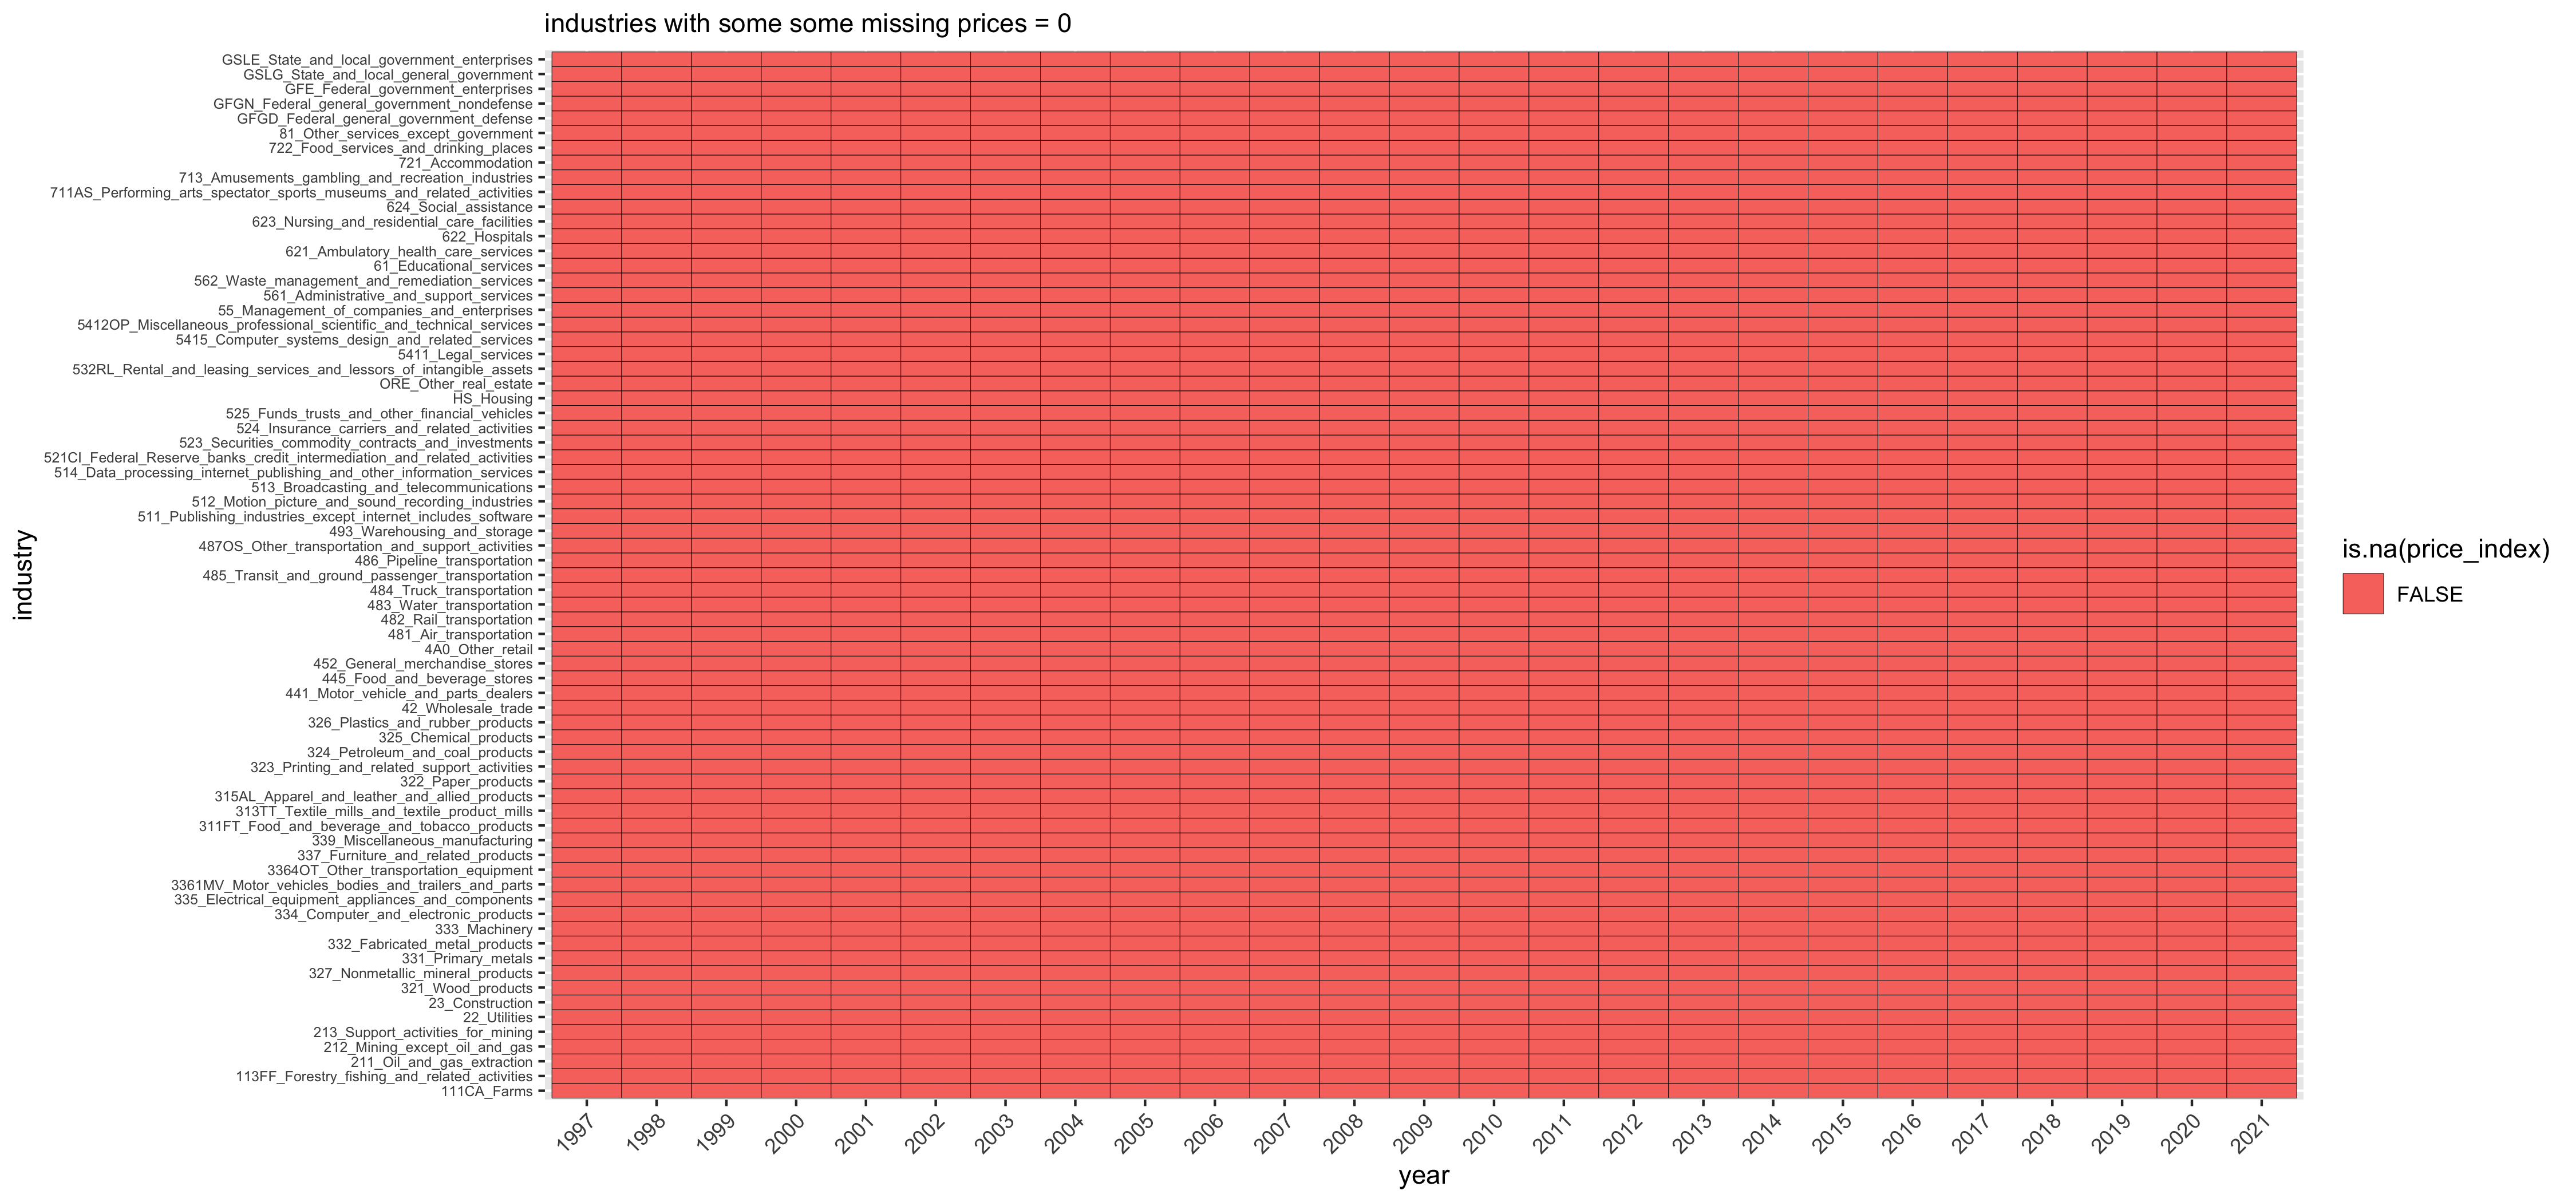 industries with some some missing prices = 0
GSLE_State_and_local_government_enterprises
GSLG_State_and_local_general_government
GFE_Federal_government_enterprises
GFGN_Federal_general_government_nondefense
GFGD_Federal_general_government_defense
81_Other_services_except_government
722_Food_services_and_drinking_places
721_Accommodation
713_Amusements_gambling_and_recreation_industries
711AS_Performing_arts_spectator_sports_museums_and_related_activities
624_Social_assistance
623_Nursing_and_residential_care_facilities
622_Hospitals
621_Ambulatory_health_care_services
61_Educational_services
562_Waste_management_and_remediation_services
561_Administrative_and_support_services
55_Management_of_companies_and_enterprises
5412OP_Miscellaneous_professional_scientific_and_technical_services
5415_Computer_systems_design_and_related_services
5411_Legal_services
532RL_Rental_and_leasing_services_and_lessors_of_intangible_assets
ORE_Other_real_estate
HS_Housing
525_Funds_trusts_and_other_financial_vehicles
524_Insurance_carriers_and_related_activities
523_Securities_commodity_contracts_and_investments
521CI_Federal_Reserve_banks_credit_intermediation_and_related_activities
514_Data_processing_internet_publishing_and_other_information_services
513_Broadcasting_and_telecommunications
512_Motion_picture_and_sound_recording_industries
511_Publishing_industries_except_internet_includes_software
493_Warehousing_and_storage
487OS_Other_transportation_and_support_activities
486_Pipeline_transportation
485_Transit_and_ground_passenger_transportation
484_Truck_transportation
483_Water_transportation
482_Rail_transportation
481_Air_transportation
4A0_Other_retail
452_General_merchandise_stores
445_Food_and_beverage_stores
441_Motor_vehicle_and_parts_dealers
42_Wholesale_trade
326_Plastics_and_rubber_products
325_Chemical_products
324_Petroleum_and_coal_products
323_Printing_and_related_support_activities
322_Paper_products
315AL_Apparel_and_leather_and_allied_products
313TT_Textile_mills_and_textile_product_mills
311FT_Food_and_beverage_and_tobacco_products
339_Miscellaneous_manufacturing
337_Furniture_and_related_products
3364OT_Other_transportation_equipment
3361MV_Motor_vehicles_bodies_and_trailers_and_parts
335_Electrical_equipment_appliances_and_components
334_Computer_and_electronic_products
333_Machinery
332_Fabricated_metal_products
331_Primary_metals
327_Nonmetallic_mineral_products
321_Wood_products
23_Construction
22_Utilities
213_Support_activities_for_mining
212_Mining_except_oil_and_gas
211_Oil_and_gas_extraction
113FF_Forestry_fishing_and_related_activities
111CA_Farms
industry
1997 1998 1999 2000 2001 2002 2003 2004 2005 2006 2007 2008 2009 2010 2011 2012 2013 2014 2015 2016 2017 2018 2019 2020 2021
year
is.na(price_index)
FALSE